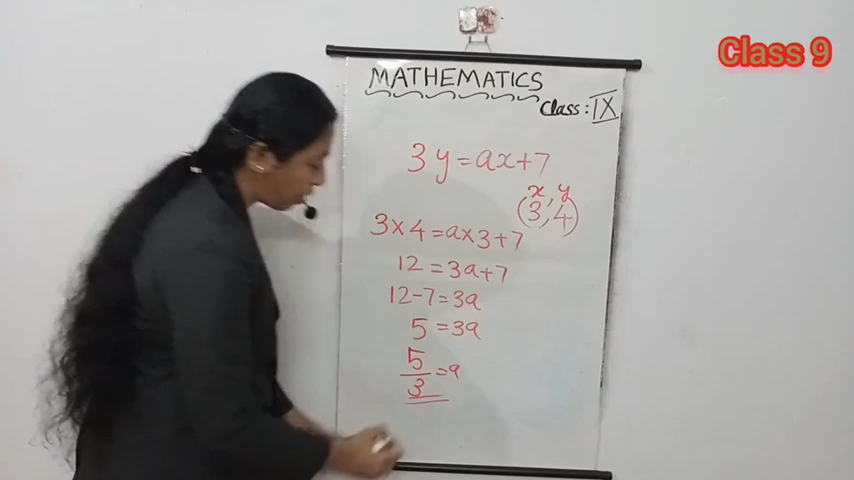 Class 9
MATHEMATICS
Class: IX
3y=ax+7
x, y
(3,4)
3×4=a×3+7
12=3a+7
12-7=3a
5=3a
5/3=a